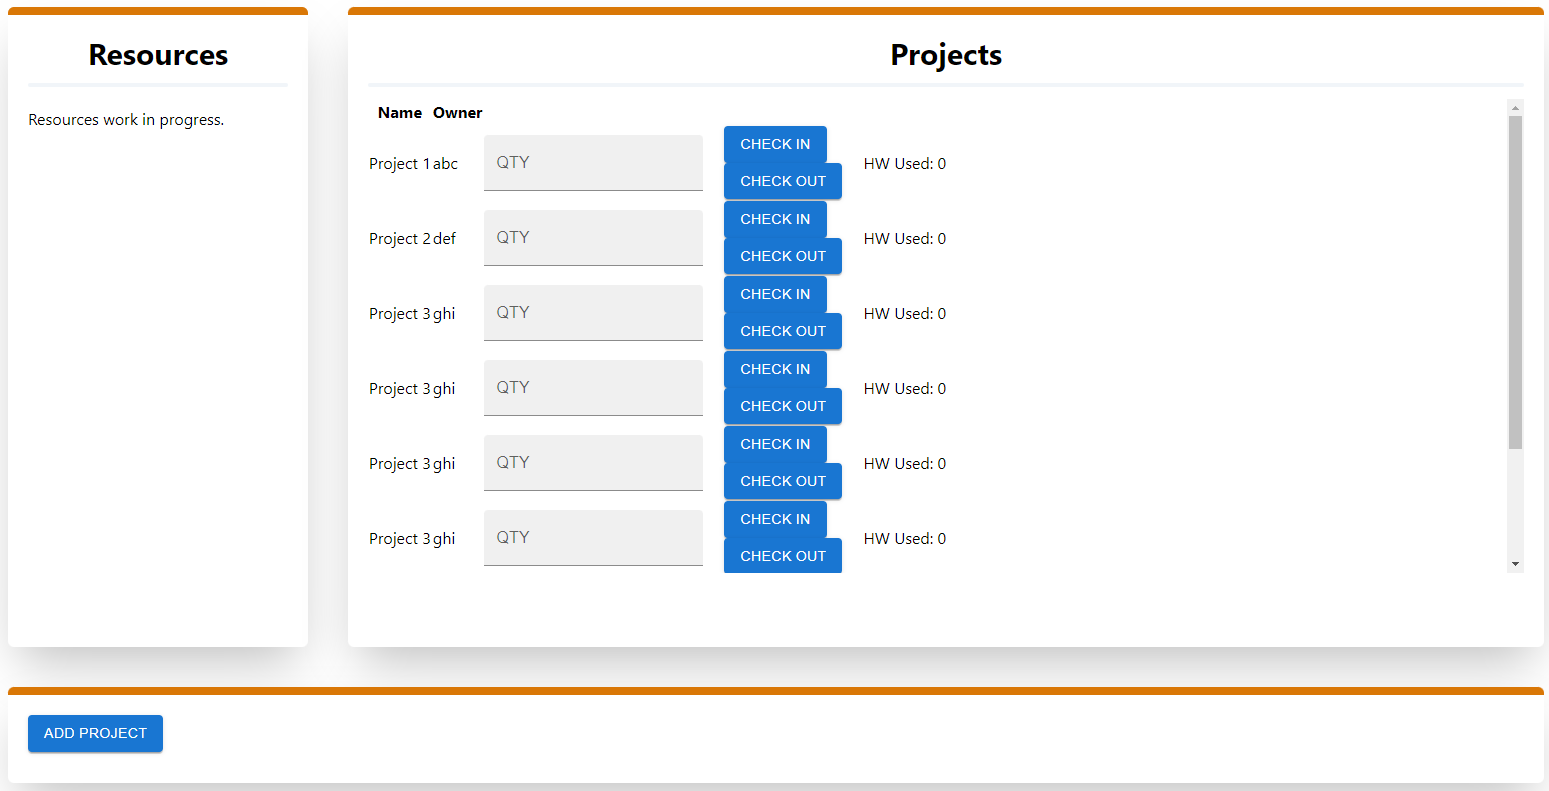 Resources
Resources work in progress.
Projects
Name Owner
Project 1 abc QTY CHECK IN CHECK OUT HW Used: 0
Project 2 def QTY CHECK IN CHECK OUT HW Used: 0
Project 3 ghi QTY CHECK IN CHECK OUT HW Used: 0
Project 3 ghi QTY CHECK IN CHECK OUT HW Used: 0
Project 3 ghi QTY CHECK IN CHECK OUT HW Used: 0
Project 3 ghi QTY CHECK IN CHECK OUT HW Used: 0
ADD PROJECT